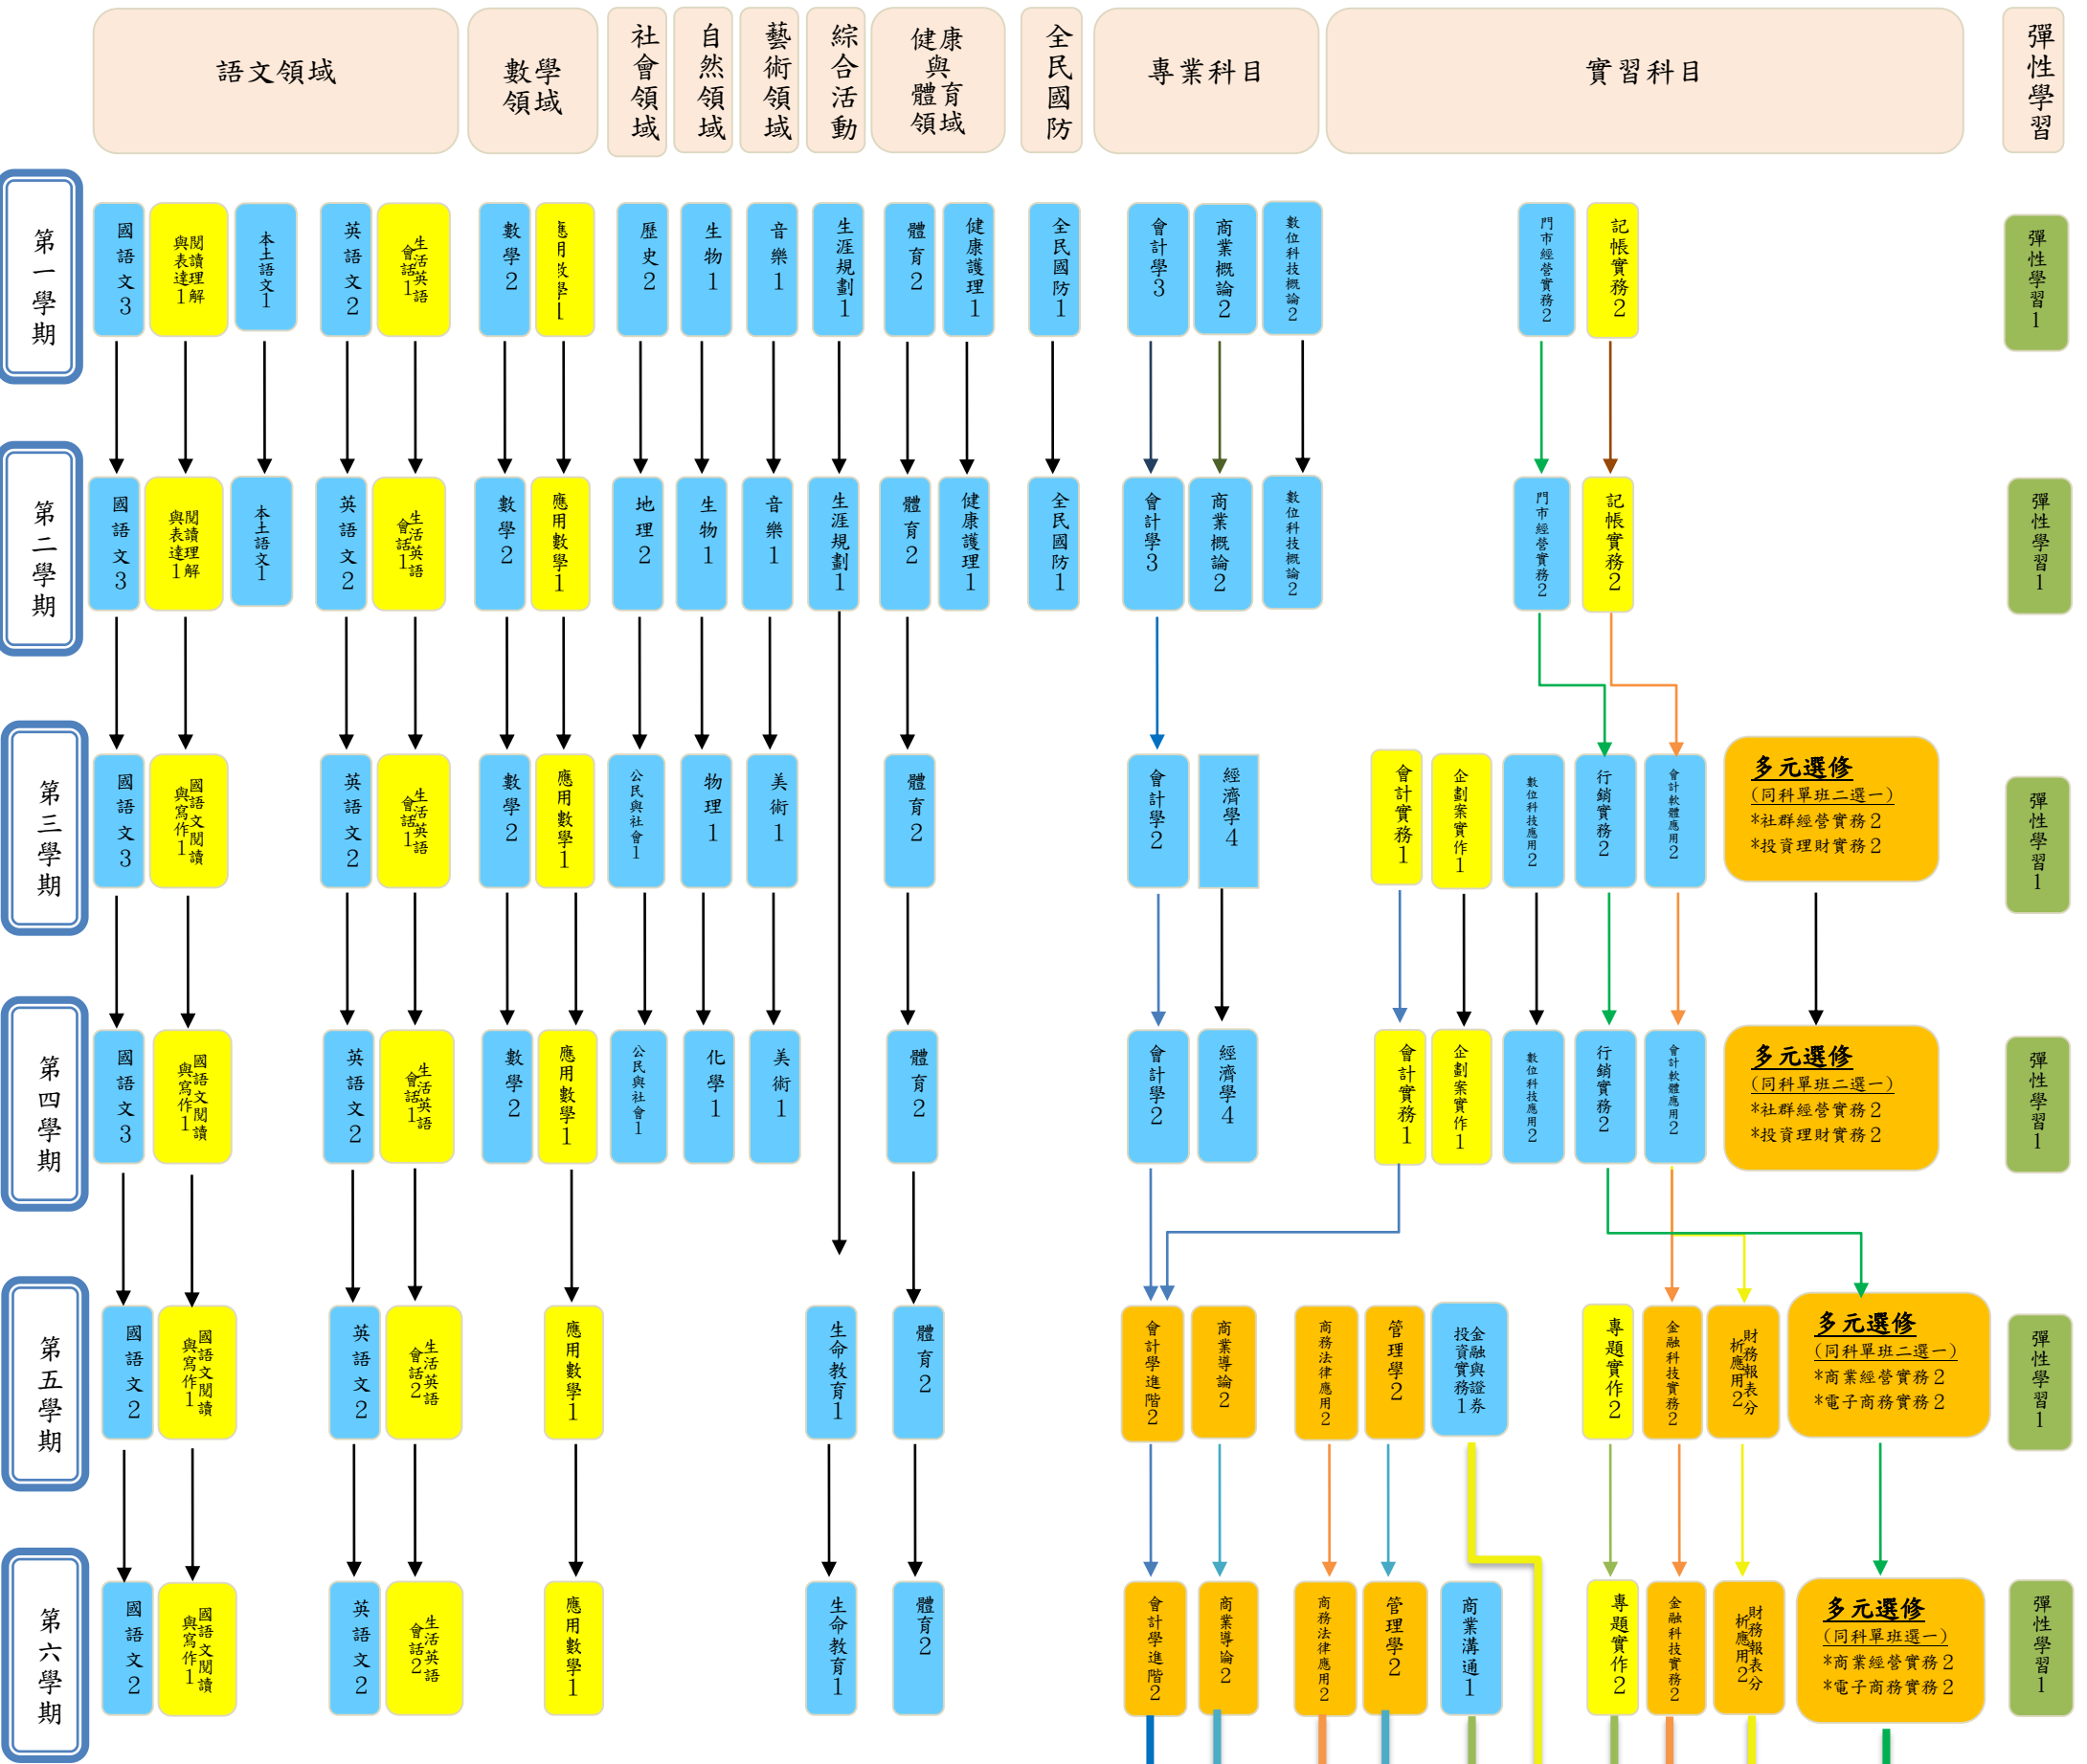 語文領域
數學
領域
社會領域
自然領域
藝術領域
綜合活動
健康
與
體育
領域
全民國防
專業科目
實習科目
彈性學習
第一學期
國語文3
閱讀理解
與表達1
本土語文1
英語文2
生活英語
會話1
數學2
應用數學1
歷史2
生物1
音樂1
生涯規劃1
體育2
健康護理1
全民國防1
會計學3
商業概論2
數位科技概論2
門市經營實務2
記帳實務2
彈性學習1
第二學期
國語文3
閱讀理解
與表達1
本土語文1
英語文2
生活英語
會話1
數學2
應用數學1
地理2
生物1
音樂1
生涯規劃1
體育2
健康護理1
全民國防1
會計學3
商業概論2
數位科技概論2
門市經營實務2
記帳實務2
彈性學習1
第三學期
國語文3
國語文閱讀
與寫作1
英語文2
生活英語
會話1
數學2
應用數學1
公民與社會1
物理1
美術1
體育2
會計學2
經濟學4
會計實務1
企劃案實作1
數位科技應用2
行銷實務2
會計軟體應用2
多元選修
(同科單班二選一)
*社群經營實務2
*投資理財實務2
彈性學習1
第四學期
國語文3
國語文閱讀
與寫作1
英語文2
生活英語
會話1
數學2
應用數學1
公民與社會1
化學1
美術1
體育2
會計學2
經濟學4
會計實務1
企劃案實作1
數位科技應用2
行銷實務2
會計軟體應用2
多元選修
(同科單班二選一)
*社群經營實務2
*投資理財實務2
彈性學習1
第五學期
國語文2
國語文閱讀
與寫作1
英語文2
生活英語
會話2
應用數學1
生命教育1
體育2
會計學進階2
商業導論2
商務法律應用2
管理學2
金融與證券
投資實務1
專題實作2
金融科技實務2
財務報表分
析應用2
多元選修
(同科單班二選一)
*商業經營實務2
*電子商務實務2
彈性學習1
第六學期
國語文2
國語文閱讀
與寫作1
英語文2
生活英語
會話2
應用數學1
生命教育1
體育2
會計學進階2
商業導論2
商務法律應用2
管理學2
商業溝通1
專題實作2
金融科技實務2
財務報表分
析應用2
多元選修
(同科單班選一)
*商業經營實務2
*電子商務實務2
彈性學習1